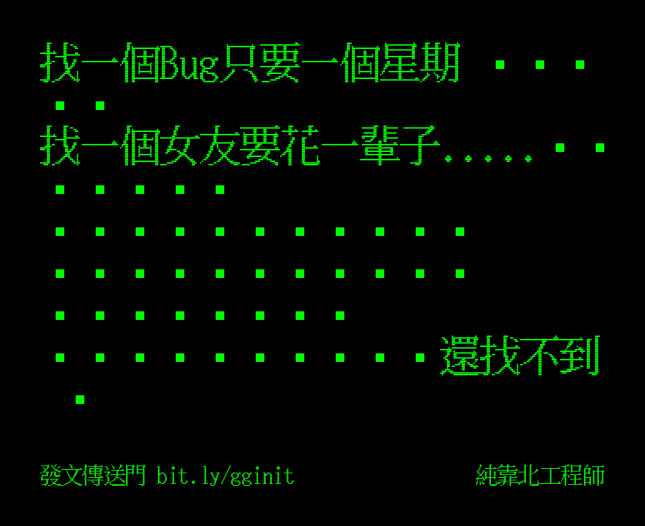 找一個Bug只要一個星期 ▪ ▪ ▪
▪ ▪
找一個女友要花一輩子.....▪ ▪
▪ ▪ ▪ ▪ ▪
▪ ▪ ▪ ▪ ▪ ▪ ▪ ▪ ▪ ▪ ▪
▪ ▪ ▪ ▪ ▪ ▪ ▪ ▪ ▪ ▪ ▪
▪ ▪ ▪ ▪ ▪ ▪ ▪ ▪
▪ ▪ ▪ ▪ ▪ ▪ ▪ ▪ ▪ ▪還找不到
▪
發文傳送門 bit.ly/gginit 純靠北工程師